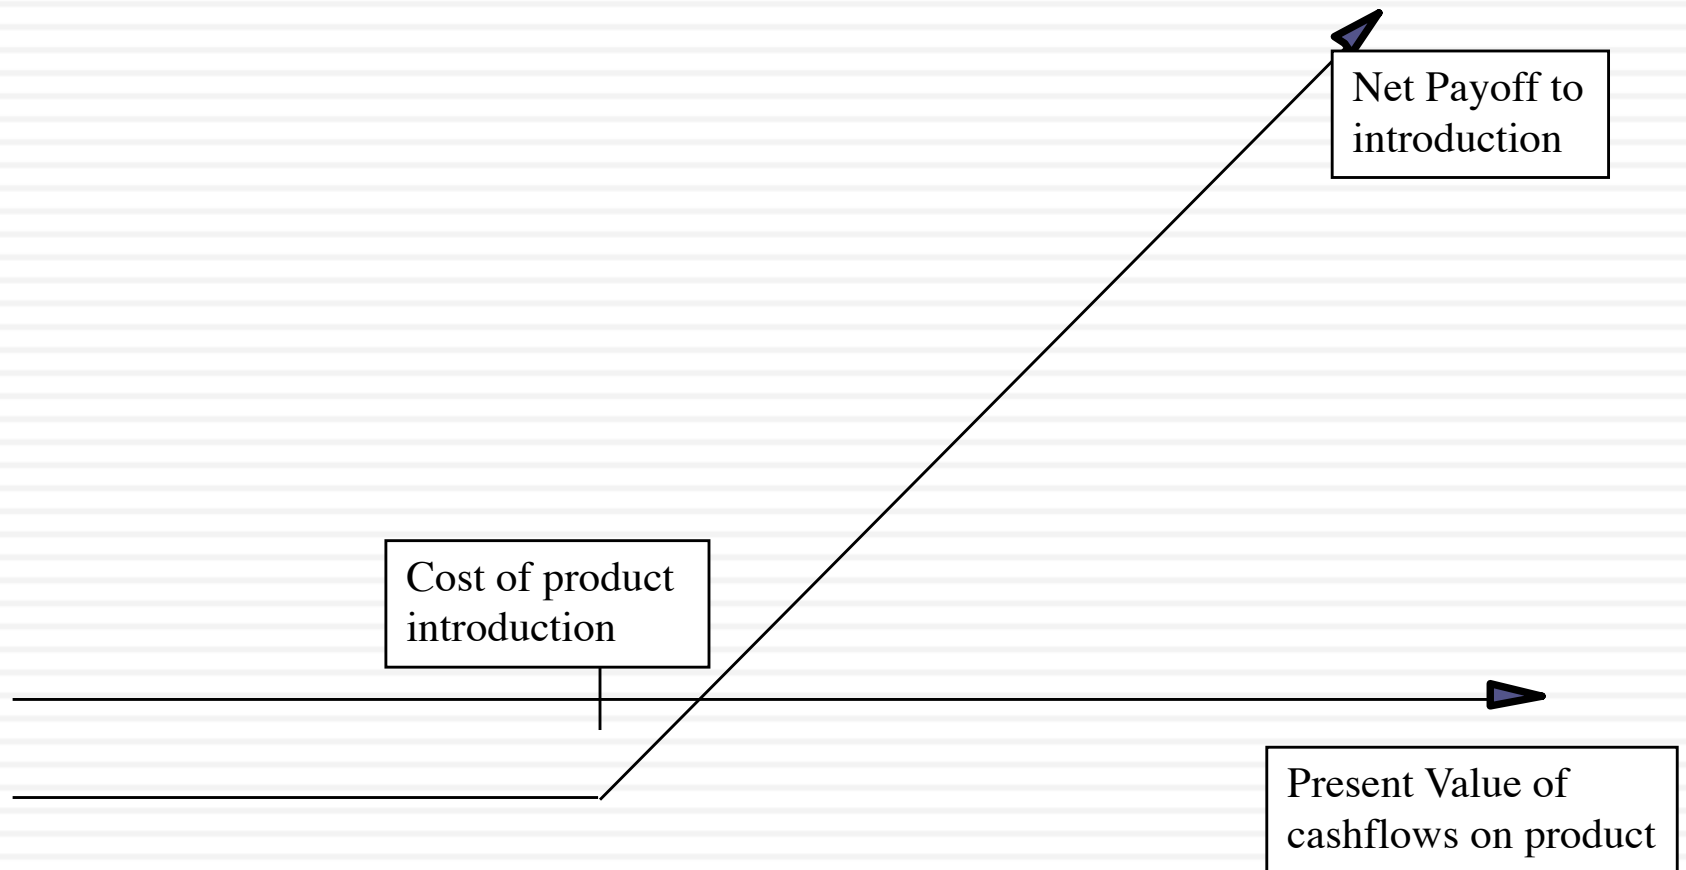 Net Payoff to
introduction
Cost of product
introduction
Present Value of
cashflows on product